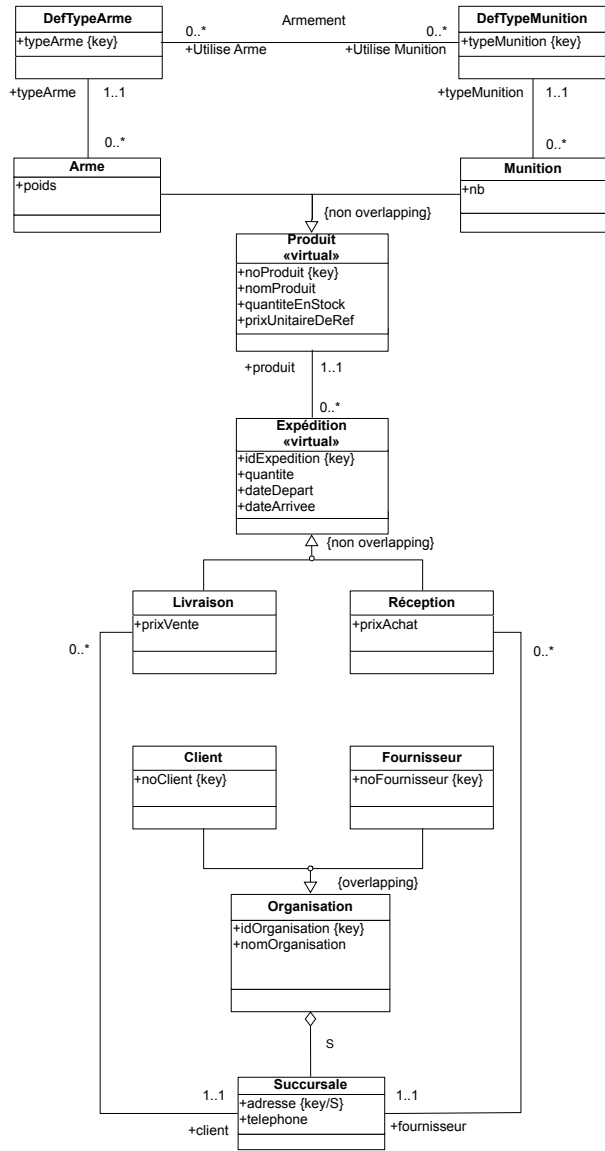 DefTypeArme
+typeArme {key}
Armement
0..*
0..*
+Utilise Arme
+Utilise Munition
DefTypeMunition
+typeMunition {key}
+typeArme
1..1
+typeMunition
1..1
0..*
0..*
Arme
+poids
Munition
+nb
{non overlapping}
Produit
«virtual»
+noProduit {key}
+nomProduit
+quantiteEnStock
+prixUnitaireDeRef
+produit
1..1
0..*
Expédition
«virtual»
+idExpedition {key}
+quantite
+dateDepart
+dateArrivee
{non overlapping}
Livraison
+prixVente
Réception
+prixAchat
0..*
0..*
Client
+noClient {key}
Fournisseur
+noFournisseur {key}
{overlapping}
Organisation
+idOrganisation {key}
+nomOrganisation
S
Succursale
+adresse {key/S}
+telephone
1..1
+client
1..1
+fournisseur